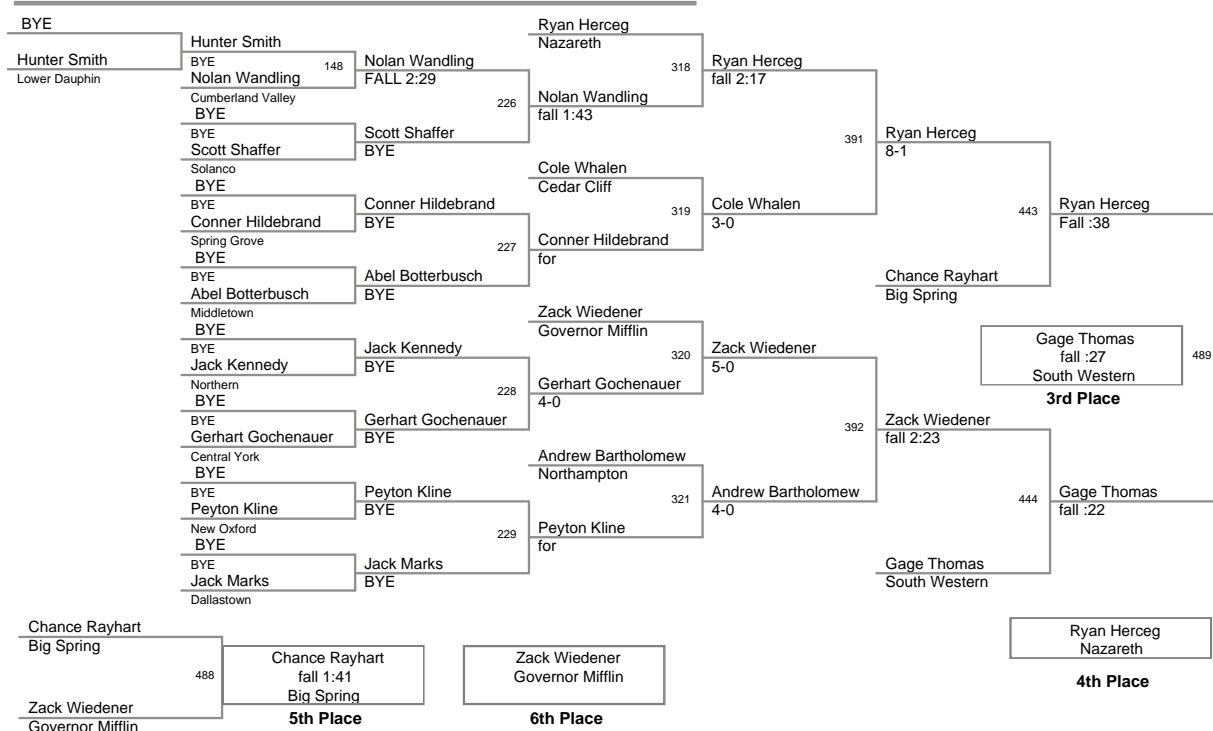 BYE
Hunter Smith
Lower Dauphin
Hunter Smith
BYE
148
Nolan Wandling
Cumberland Valley
BYE
BYE
Scott Shaffer
Solanco
BYE
BYE
Conner Hildebrand
Spring Grove
BYE
BYE
Abel Botterbusch
Middletown
BYE
BYE
Jack Kennedy
Northern
BYE
BYE
Gerhart Gochenauer
Central York
BYE
BYE
Peyton Kline
New Oxford
BYE
BYE
Jack Marks
Dallastown
Nolan Wandling
FALL 2:29
226
Scott Shaffer
BYE
Conner Hildebrand
BYE
227
Abel Botterbusch
BYE
Jack Kennedy
BYE
228
Gerhart Gochenauer
BYE
Peyton Kline
BYE
229
Jack Marks
BYE
Ryan Herceg
Nazareth
318
Nolan Wandling
fall 1:43
Cole Whalen
Cedar Cliff
319
Conner Hildebrand
for
Zack Wiedener
Governor Mifflin
320
Gerhart Gochenauer
4-0
Andrew Bartholomew
Northampton
321
Peyton Kline
for
Ryan Herceg
fall 2:17
391
Cole Whalen
3-0
Zack Wiedener
5-0
392
Andrew Bartholomew
4-0
Ryan Herceg
8-1
443
Chance Rayhart
Big Spring
Zack Wiedener
fall 2:23
444
Gage Thomas
South Western
Ryan Herceg
Fall :38
Gage Thomas
fall :27
South Western
489
3rd Place
Gage Thomas
fall :22
Ryan Herceg
Nazareth
4th Place
Chance Rayhart
Big Spring
488
Zack Wiedener
Governor Mifflin
Chance Rayhart
fall 1:41
Big Spring
5th Place
Zack Wiedener
Governor Mifflin
6th Place